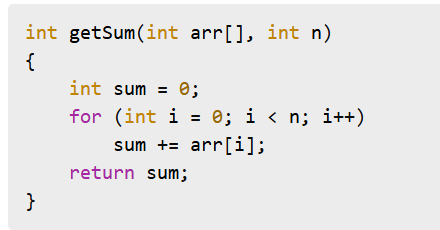 int getSum(int arr[], int n)
{
    int sum = 0;
    for (int i = 0; i < n; i++)
        sum += arr[i];
    return sum;
}